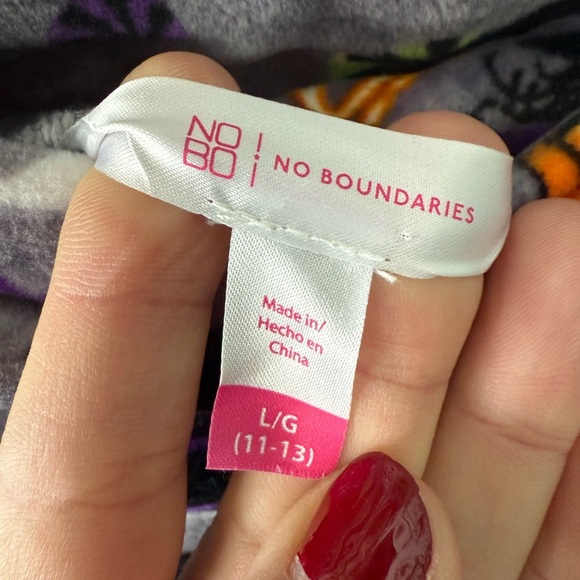 NO
BO
NO BOUNDARIES
Made in/
Hecho en
China
L/G
(11-13)